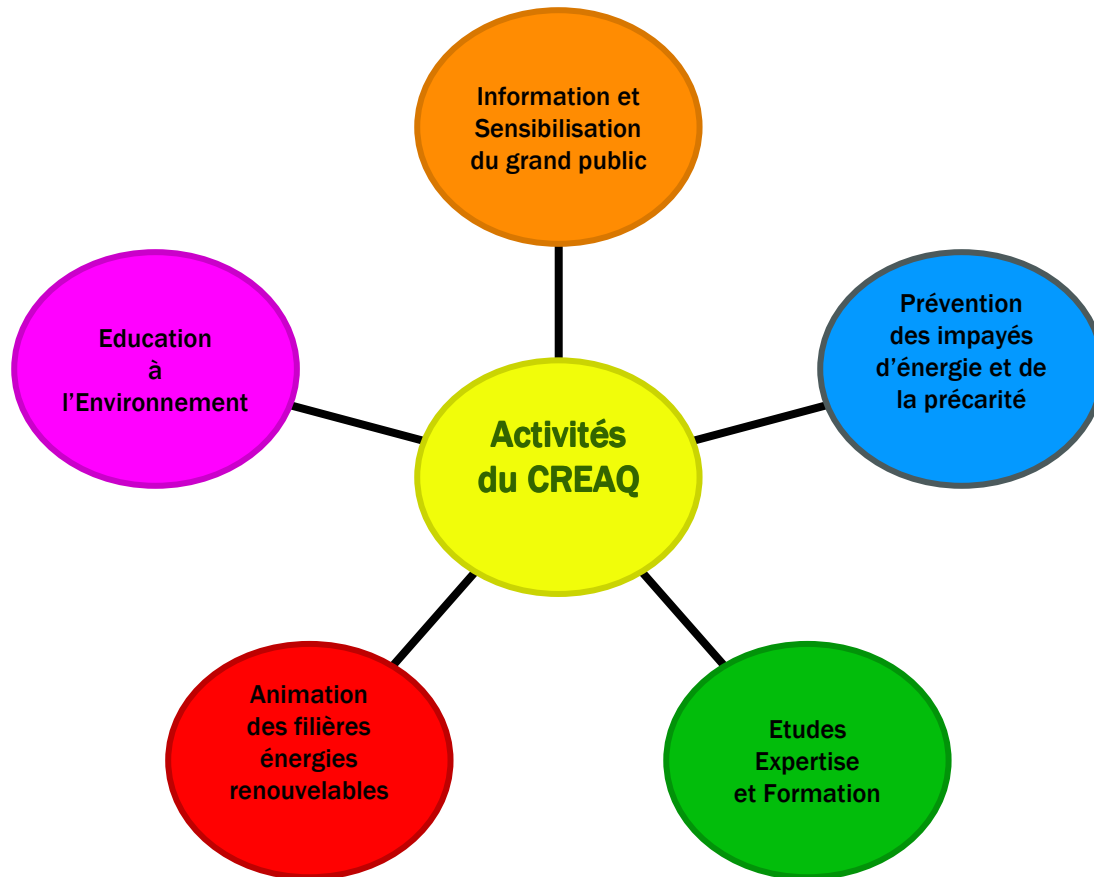 Information et
Sensibilisation
du grand public
Education
à
l'Environnement
Prévention
des impayés
d'énergie et de
la précarité
Activités
du CREAQ
Animation
des filières
énergies
renouvelables
Etudes
Expertise
et Formation